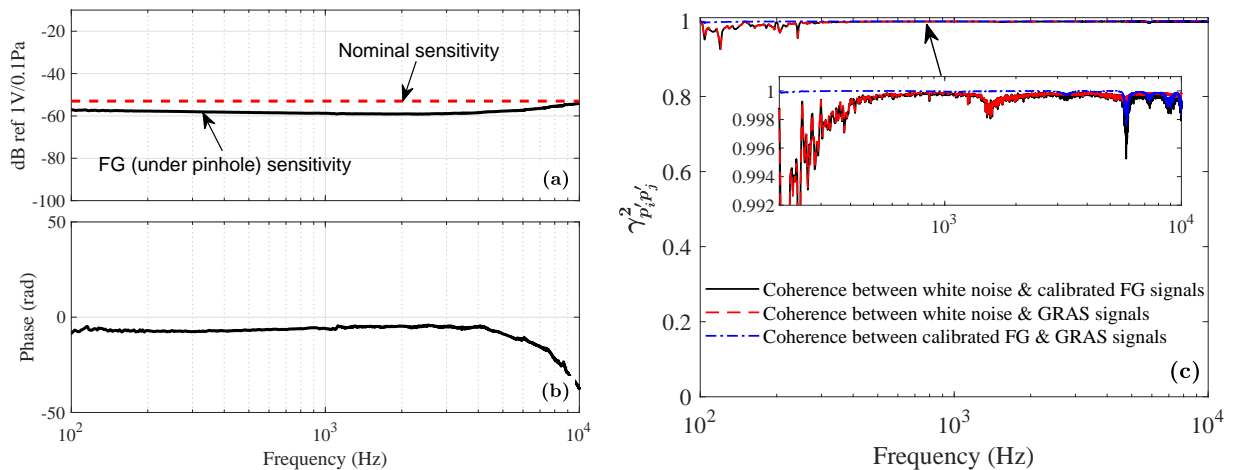 dB ref 1V/0.1Pa
0
-20
-40
-60
-80
-100
Nominal sensitivity
FG (under pinhole) sensitivity
(a)
Phase (rad)
50
0
-50
(b)
10² 10³ 10⁴
Frequency (Hz)
γ²p′ᵢp′ⱼ
1
0.8
0.6
0.4
0.2
0
1
0.998
0.996
0.994
0.992
10³ 10⁴
Coherence between white noise & calibrated FG signals
Coherence between white noise & GRAS signals
Coherence between calibrated FG & GRAS signals
(c)
10² 10³ 10⁴
Frequency (Hz)